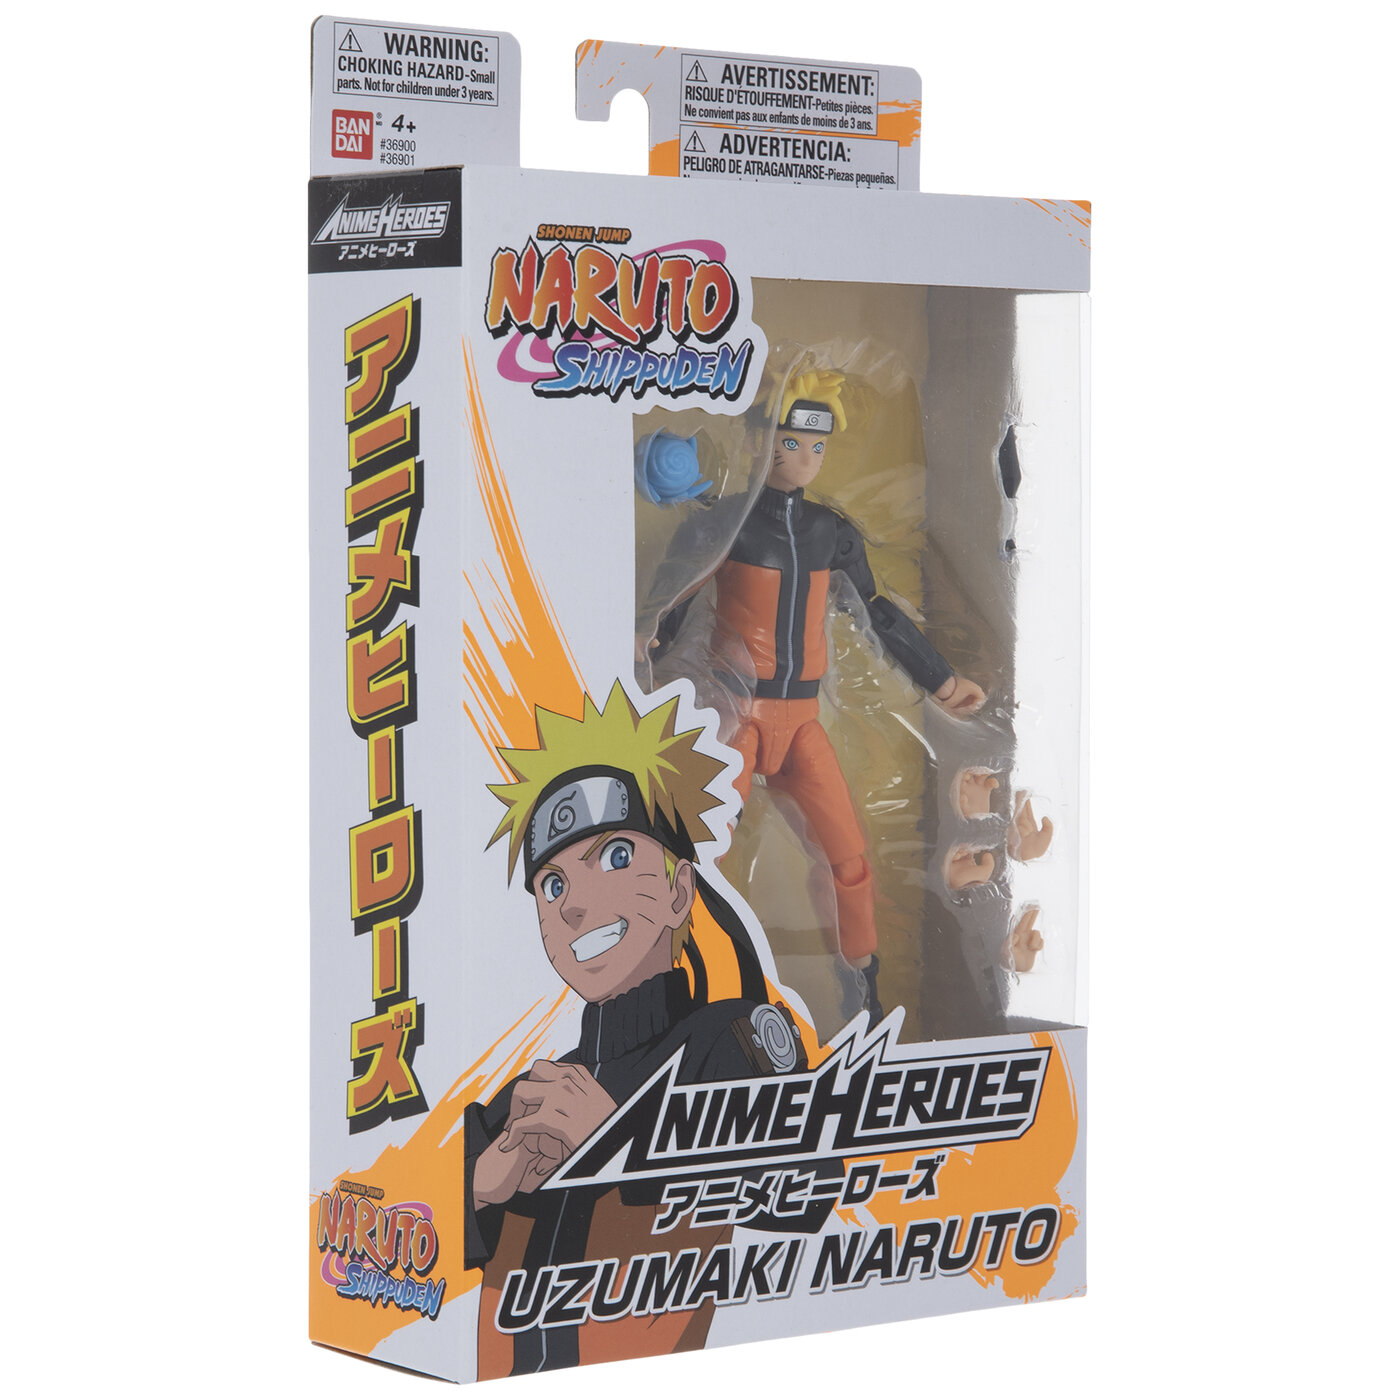 WARNING:
CHOKING HAZARD-Small
parts. Not for children under 3 years.
BAN
DAI
® MD
4+
#36900
#36901
AVERTISSEMENT:
RISQUE D'ÉTOUFFEMENT-Petites pièces.
Ne convient pas aux enfants de moins de 3 ans.
ADVERTENCIA:
PELIGRO DE ATRAGANTARSE-Piezas pequeñas.
ANIME HEROES
アニメヒーローズ
アニメヒーローズ
SHONEN JUMP
NARUTO
SHIPPUDEN
SHONEN JUMP
NARUTO
SHIPPUDEN
ANIME HEROES
アニメヒーローズ
UZUMAKI NARUTO